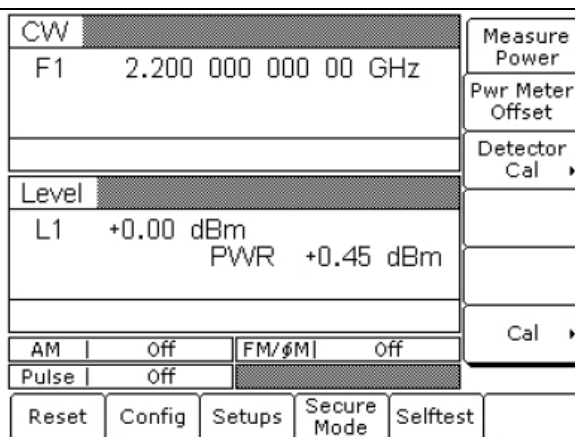 CW
F1 2.200 000 000 00 GHz
Level
L1 +0.00 dBm
PWR +0.45 dBm
AM | Off FM/ϕM| Off
Pulse | Off
Reset Config Setups Secure Mode Selftest
Measure
Power
Pwr Meter
Offset
Detector
Cal
Cal